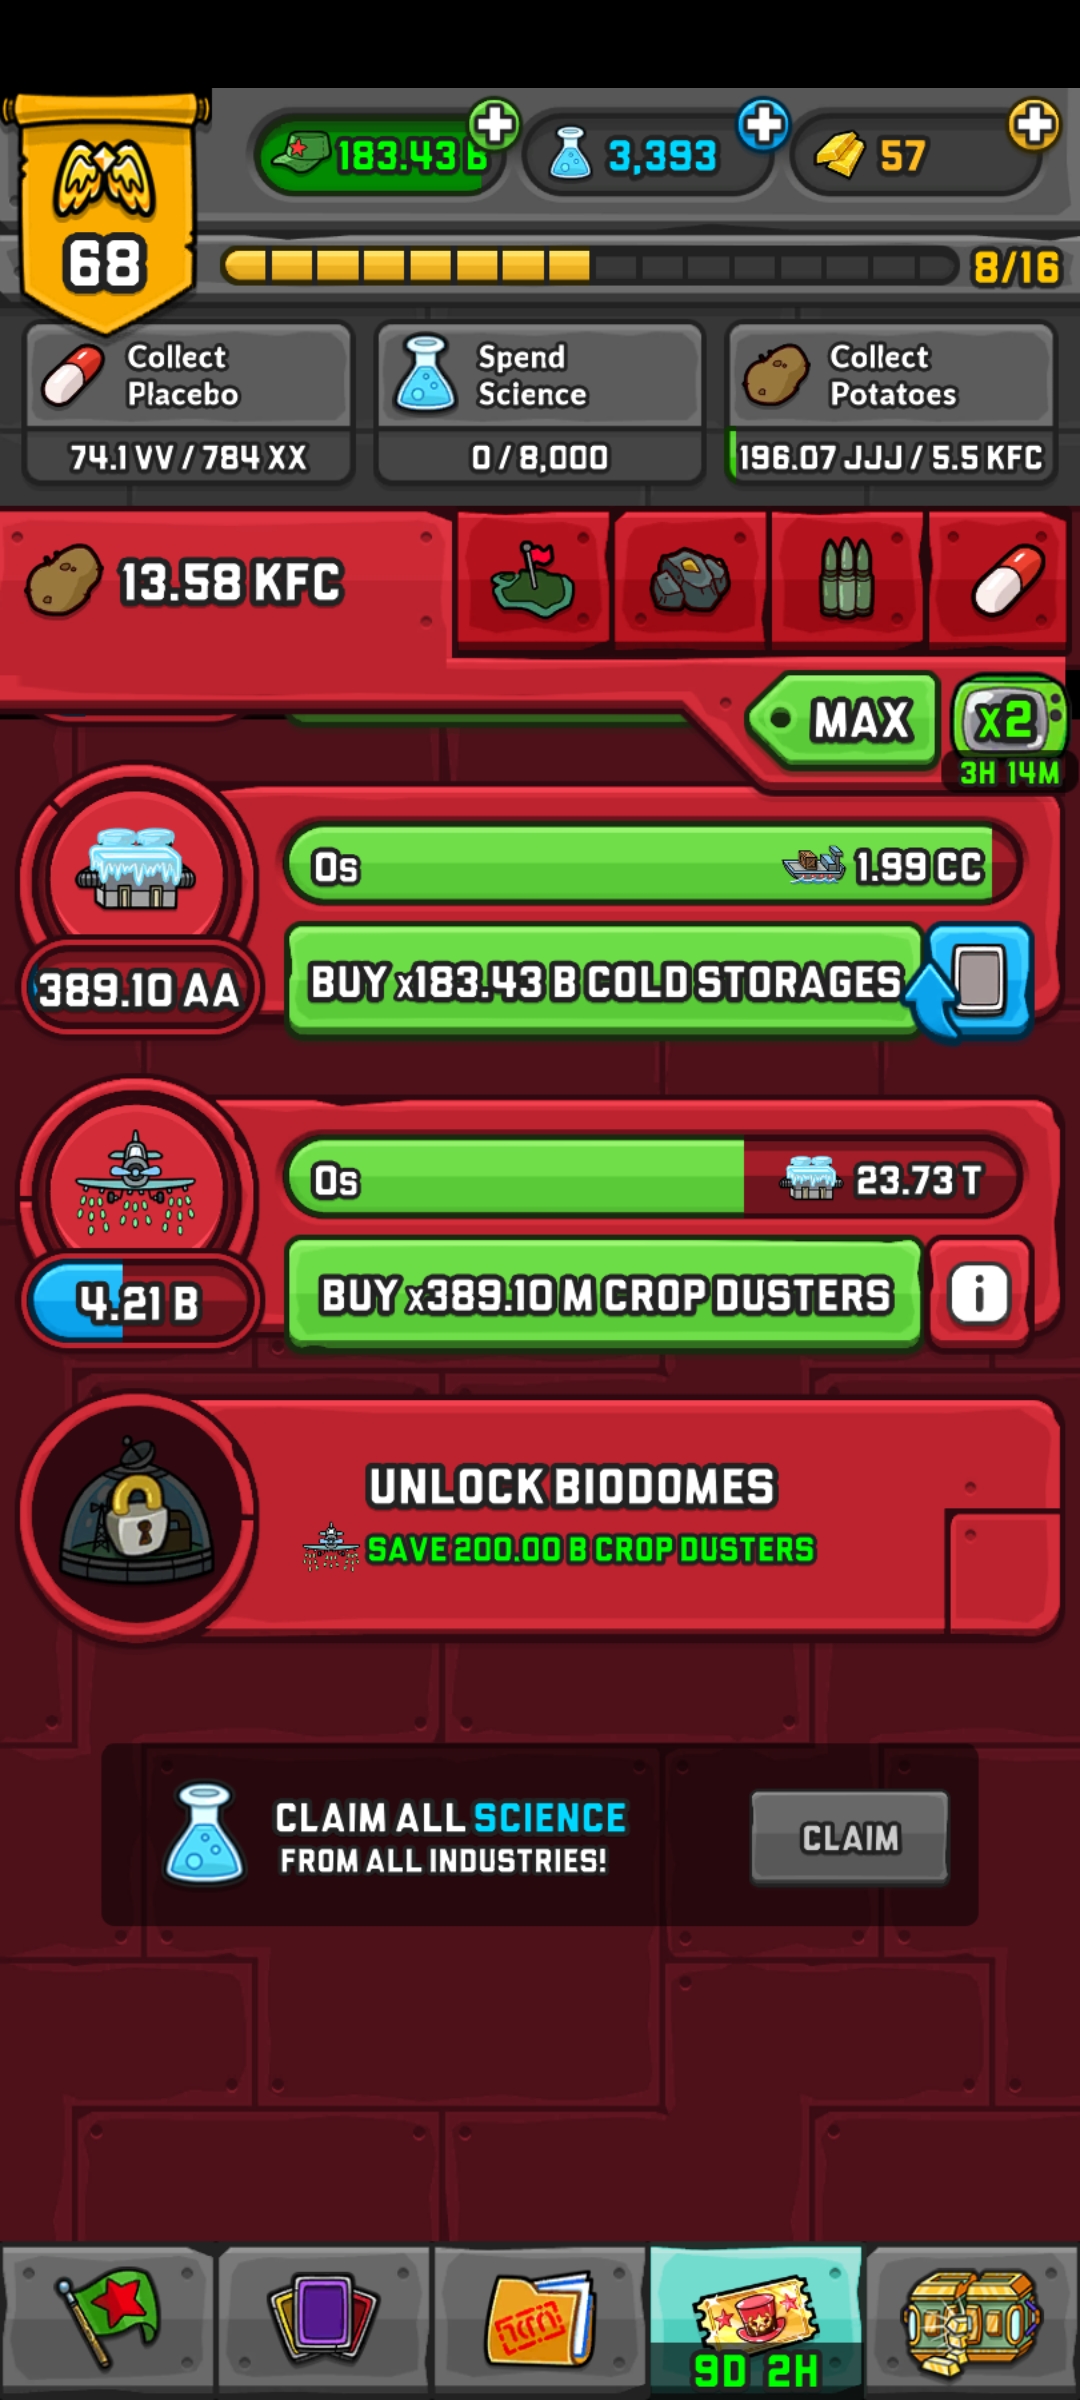 183.43 B
3,393
57
68
8/16
Collect
Placebo
74.1 VV / 784 XX
Spend
Science
0 / 8,000
Collect
Potatoes
196.07 JJJ / 5.5 KFC
13.58 KFC
MAX
x2
3H 14M
0s
1.99 CC
389.10 AA
BUY x183.43 B COLD STORAGES
0s
23.73 T
4.21 B
BUY x389.10 M CROP DUSTERS
i
UNLOCK BIODOMES
SAVE 200.00 B CROP DUSTERS
CLAIM ALL SCIENCE
FROM ALL INDUSTRIES!
CLAIM
9D 2H